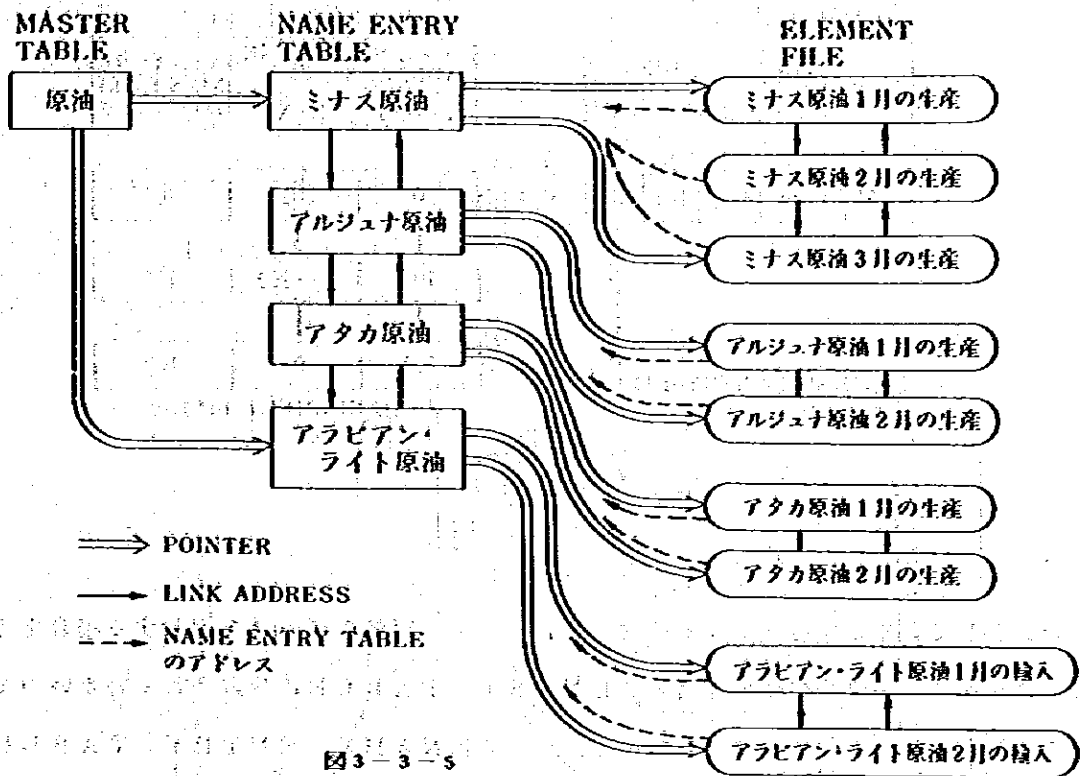 MASTER
TABLE
NAME ENTRY
TABLE
ELEMENT
FILE
原油
ミナス原油
アルジュナ原油
アタカ原油
アラビアン・
ライト原油
ミナス原油1月の生産
ミナス原油2月の生産
ミナス原油3月の生産
アルジュナ原油1月の生産
アルジュナ原油2月の生産
アタカ原油1月の生産
アタカ原油2月の生産
アラビアン・ライト原油1月の輸入
アラビアン・ライト原油2月の輸入
POINTER
LINK ADDRESS
NAME ENTRY TABLE
のアドレス
図3-3-5